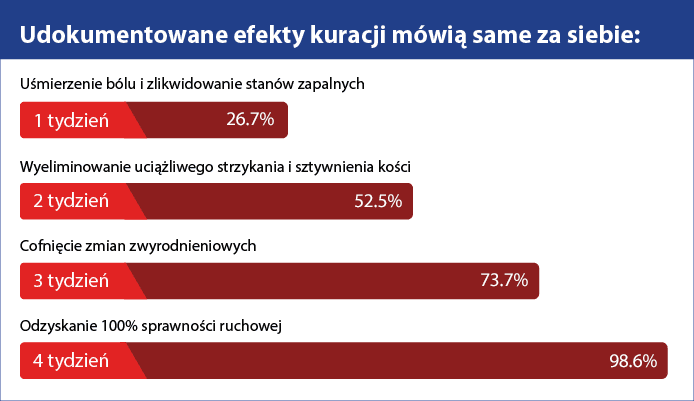 Udokumentowane efekty kuracji mówią same za siebie:
Uśmierzenie bólu i zlikwidowanie stanów zapalnych
1 tydzień 26.7%
Wyeliminowanie uciążliwego strzykania i sztywnienia kości
2 tydzień 52.5%
Cofnięcie zmian zwyrodnieniowych
3 tydzień 73.7%
Odzyskanie 100% sprawności ruchowej
4 tydzień 98.6%